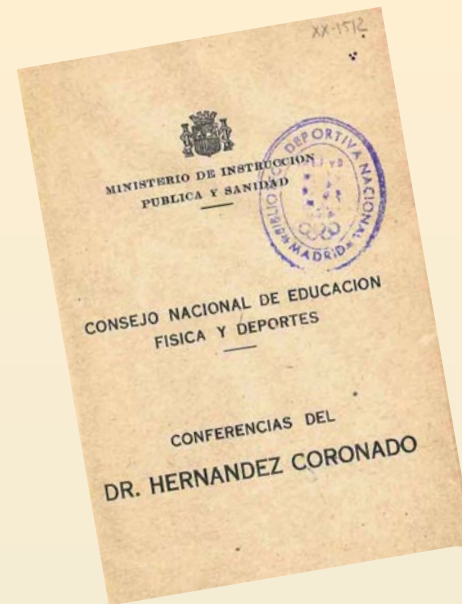 XX-1512
MINISTERIO DE INSTRUCCION
PUBLICA Y SANIDAD
BIBLIOTECA DEPORTIVA NACIONAL
MADRID
CONSEJO NACIONAL DE EDUCACION
FISICA Y DEPORTES
CONFERENCIAS DEL
DR. HERNANDEZ CORONADO